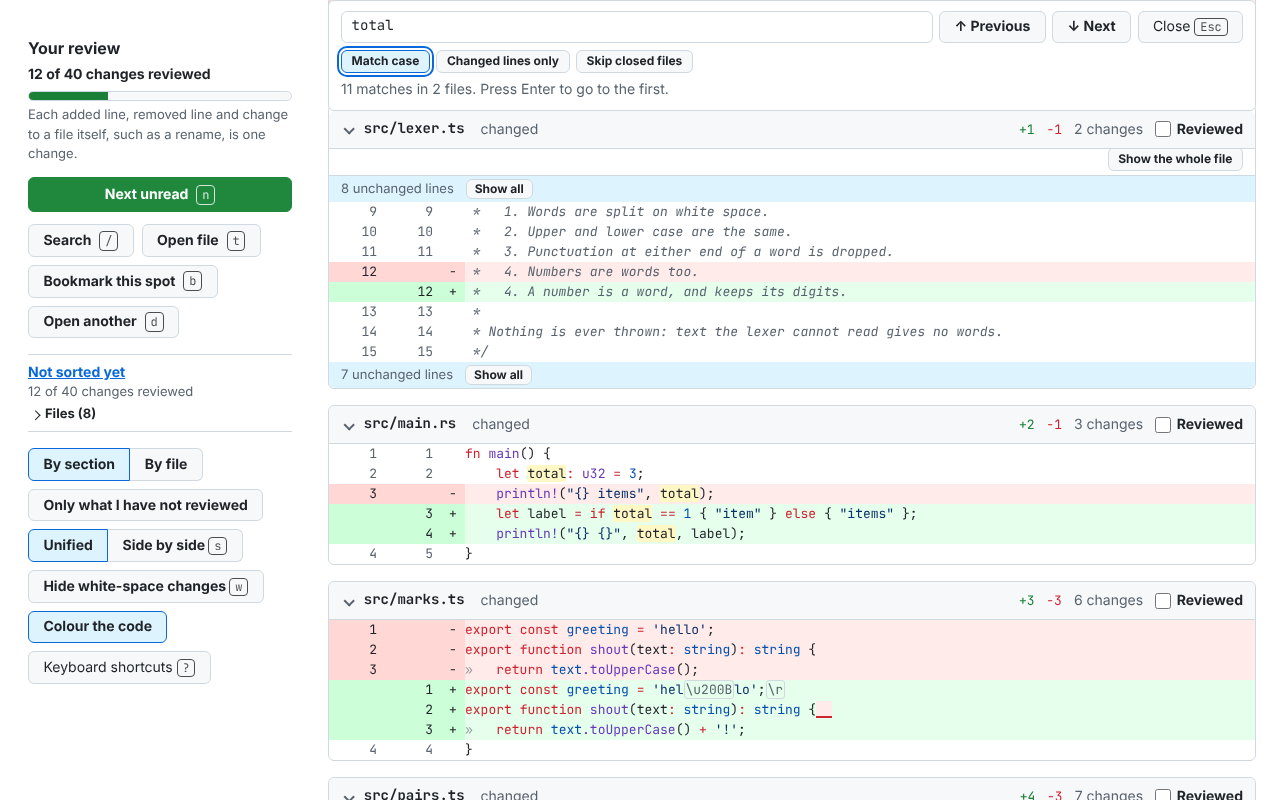 Your review
12 of 40 changes reviewed
Each added line, removed line and change
to a file itself, such as a rename, is one
change.
Next unread n
Search / Open file t
Bookmark this spot b
Open another d
Not sorted yet
12 of 40 changes reviewed
Files (8)
By section By file
Only what I have not reviewed
Unified Side by side s
Hide white-space changes w
Colour the code
Keyboard shortcuts ?
total ↑ Previous ↓ Next Close Esc
Match case Changed lines only Skip closed files
11 matches in 2 files. Press Enter to go to the first.
src/lexer.ts changed +1 -1 2 changes Reviewed
Show the whole file
8 unchanged lines Show all
9 9 * 1. Words are split on white space.
10 10 * 2. Upper and lower case are the same.
11 11 * 3. Punctuation at either end of a word is dropped.
12 - * 4. Numbers are words too.
12 + * 4. A number is a word, and keeps its digits.
13 13 *
14 14 * Nothing is ever thrown: text the lexer cannot read gives no words.
15 15 */
7 unchanged lines Show all
src/main.rs changed +2 -1 3 changes Reviewed
1 1 fn main() {
2 2 let total: u32 = 3;
3 - println!("{} items", total);
3 + let label = if total == 1 { "item" } else { "items" };
4 + println!("{} {}", total, label);
4 5 }
src/marks.ts changed +3 -3 6 changes Reviewed
1 - export const greeting = 'hello';
2 - export function shout(text: string): string {
3 - » return text.toUpperCase();
1 + export const greeting = 'hel\u200Blo';\r
2 + export function shout(text: string): string {
3 + » return text.toUpperCase() + '!';
4 4 }
src/pairs.ts changed +4 -3 7 changes Reviewed